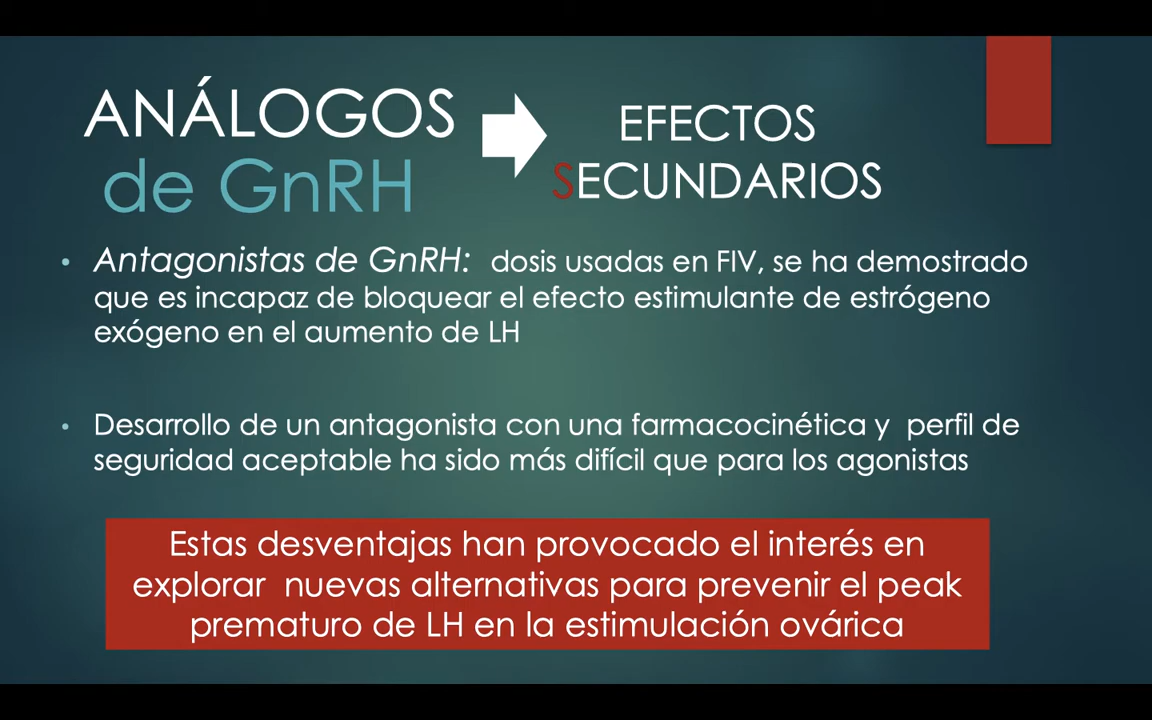 ANÁLOGOS
de GnRH
EFECTOS
SECUNDARIOS
• Antagonistas de GnRH: dosis usadas en FIV, se ha demostrado
que es incapaz de bloquear el efecto estimulante de estrógeno
exógeno en el aumento de LH
• Desarrollo de un antagonista con una farmacocinética y perfil de
seguridad aceptable ha sido más difícil que para los agonistas
Estas desventajas han provocado el interés en
explorar nuevas alternativas para prevenir el peak
prematuro de LH en la estimulación ovárica